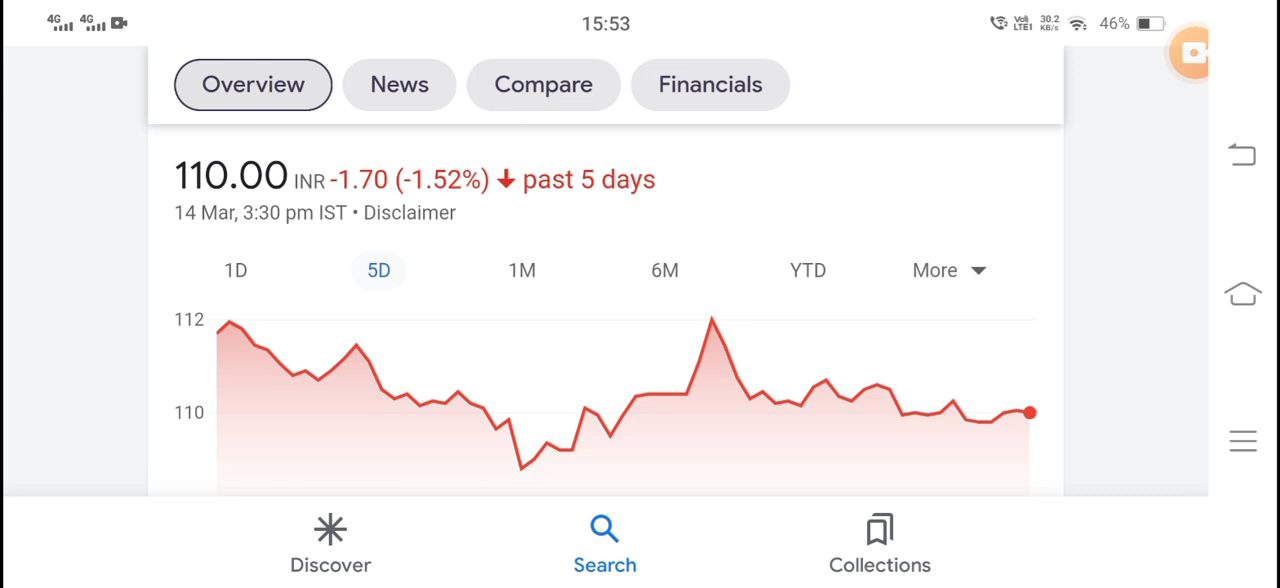 4G 4G 15:53 Voll LTE1 30.2 KB/s 46%
Overview News Compare Financials
110.00 INR -1.70 (-1.52%) past 5 days
14 Mar, 3:30 pm IST • Disclaimer
1D 5D 1M 6M YTD More
112
110
Discover Search Collections